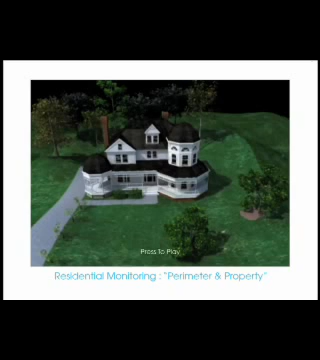 Press To Play
Residential Monitoring : "Perimeter & Property"